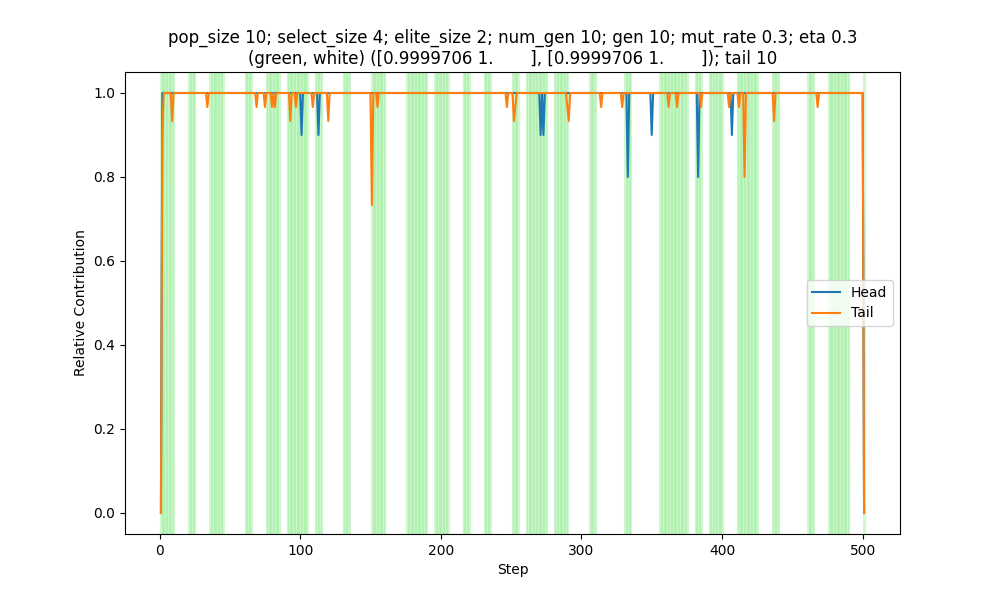 pop_size 10; select_size 4; elite_size 2; num_gen 10; gen 10; mut_rate 0.3; eta 0.3
(green, white) ([0.9999706 1.        ], [0.9999706 1.        ]); tail 10
1.0
0.8
0.6
0.4
0.2
0.0
Relative Contribution
Head
Tail
0
100
200
300
400
500
Step